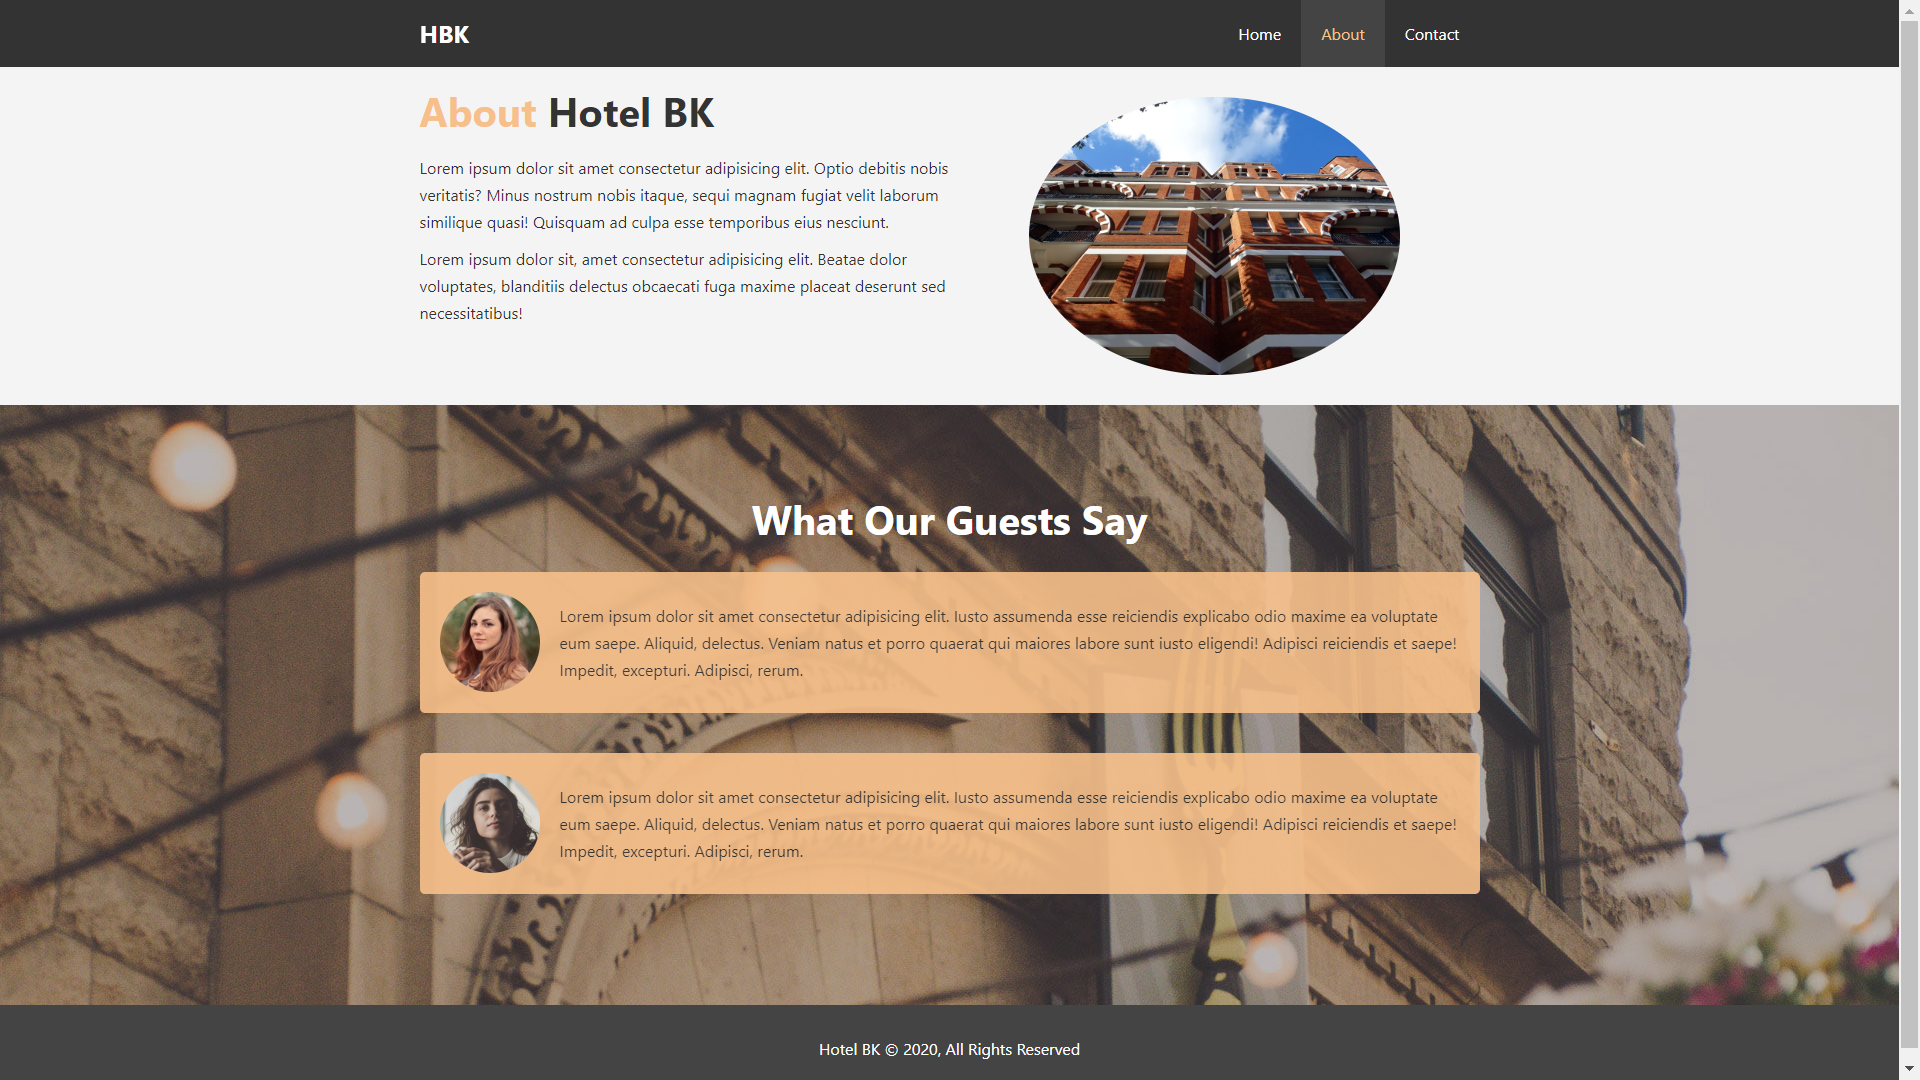 HBK
Home
About
Contact
About Hotel BK
Lorem ipsum dolor sit amet consectetur adipisicing elit. Optio debitis nobis
veritatis? Minus nostrum nobis itaque, sequi magnam fugiat velit laborum
similique quasi! Quisquam ad culpa esse temporibus eius nesciunt.
Lorem ipsum dolor sit, amet consectetur adipisicing elit. Beatae dolor
voluptates, blanditiis delectus obcaecati fuga maxime placeat deserunt sed
necessitatibus!
What Our Guests Say
Lorem ipsum dolor sit amet consectetur adipisicing elit. Iusto assumenda esse reiciendis explicabo odio maxime ea voluptate
eum saepe. Aliquid, delectus. Veniam natus et porro quaerat qui maiores labore sunt iusto eligendi! Adipisci reiciendis et saepe!
Impedit, excepturi. Adipisci, rerum.
Lorem ipsum dolor sit amet consectetur adipisicing elit. Iusto assumenda esse reiciendis explicabo odio maxime ea voluptate
eum saepe. Aliquid, delectus. Veniam natus et porro quaerat qui maiores labore sunt iusto eligendi! Adipisci reiciendis et saepe!
Impedit, excepturi. Adipisci, rerum.
Hotel BK © 2020, All Rights Reserved